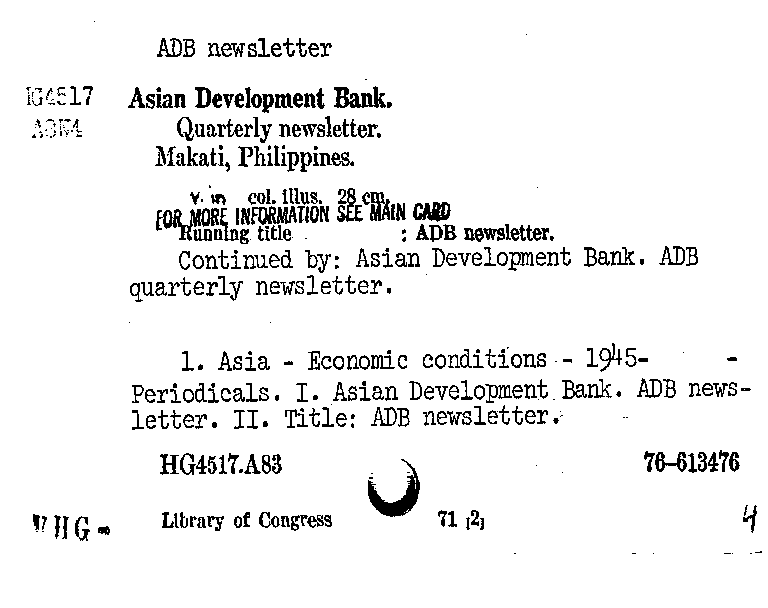 ADB newsletter
HG4517 Asian Development Bank.
Quarterly newsletter.
Makati, Philippines.
v. in col. illus. 28 cm.
FOR MORE INFORMATION SEE MAIN CARD
Running title : ADB newsletter.
Continued by: Asian Development Bank. ADB
quarterly newsletter.
1. Asia - Economic conditions - 1945- -
Periodicals. I. Asian Development Bank. ADB news-
letter. II. Title: ADB newsletter.
HG4517.A83 76-613476
HG- Library of Congress 71 [2] 4